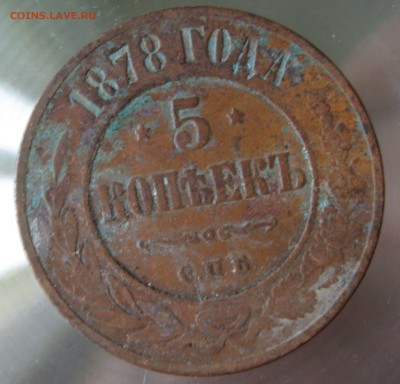 COINS.LAVE.RU
1878 ГОДА
5
КОПѢЕКЪ
С П Б